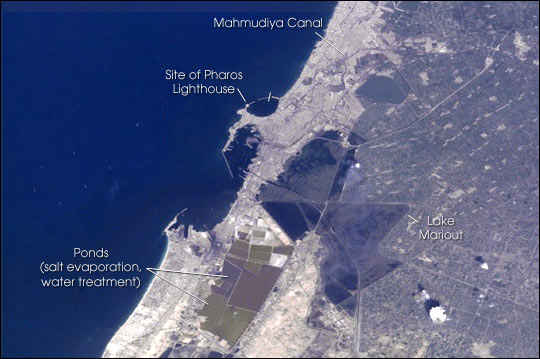 Mahmudiya Canal
Site of Pharos
Lighthouse
Lake
Mariout
Ponds
(salt evaporation,
water treatment)